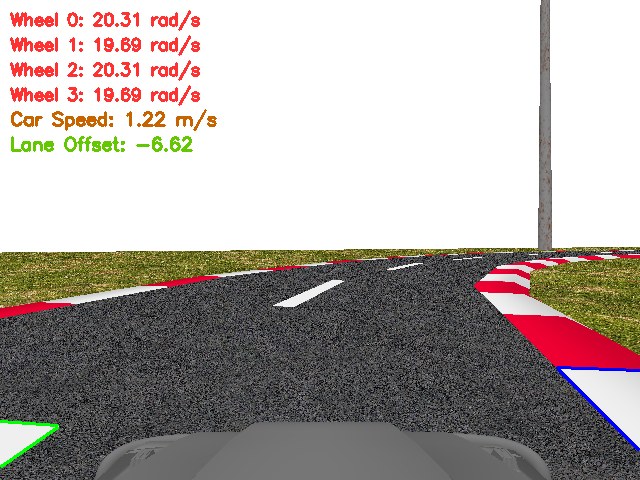 Wheel 0: 20.31 rad/s
Wheel 1: 19.69 rad/s
Wheel 2: 20.31 rad/s
Wheel 3: 19.69 rad/s
Car Speed: 1.22 m/s
Lane Offset: -6.62